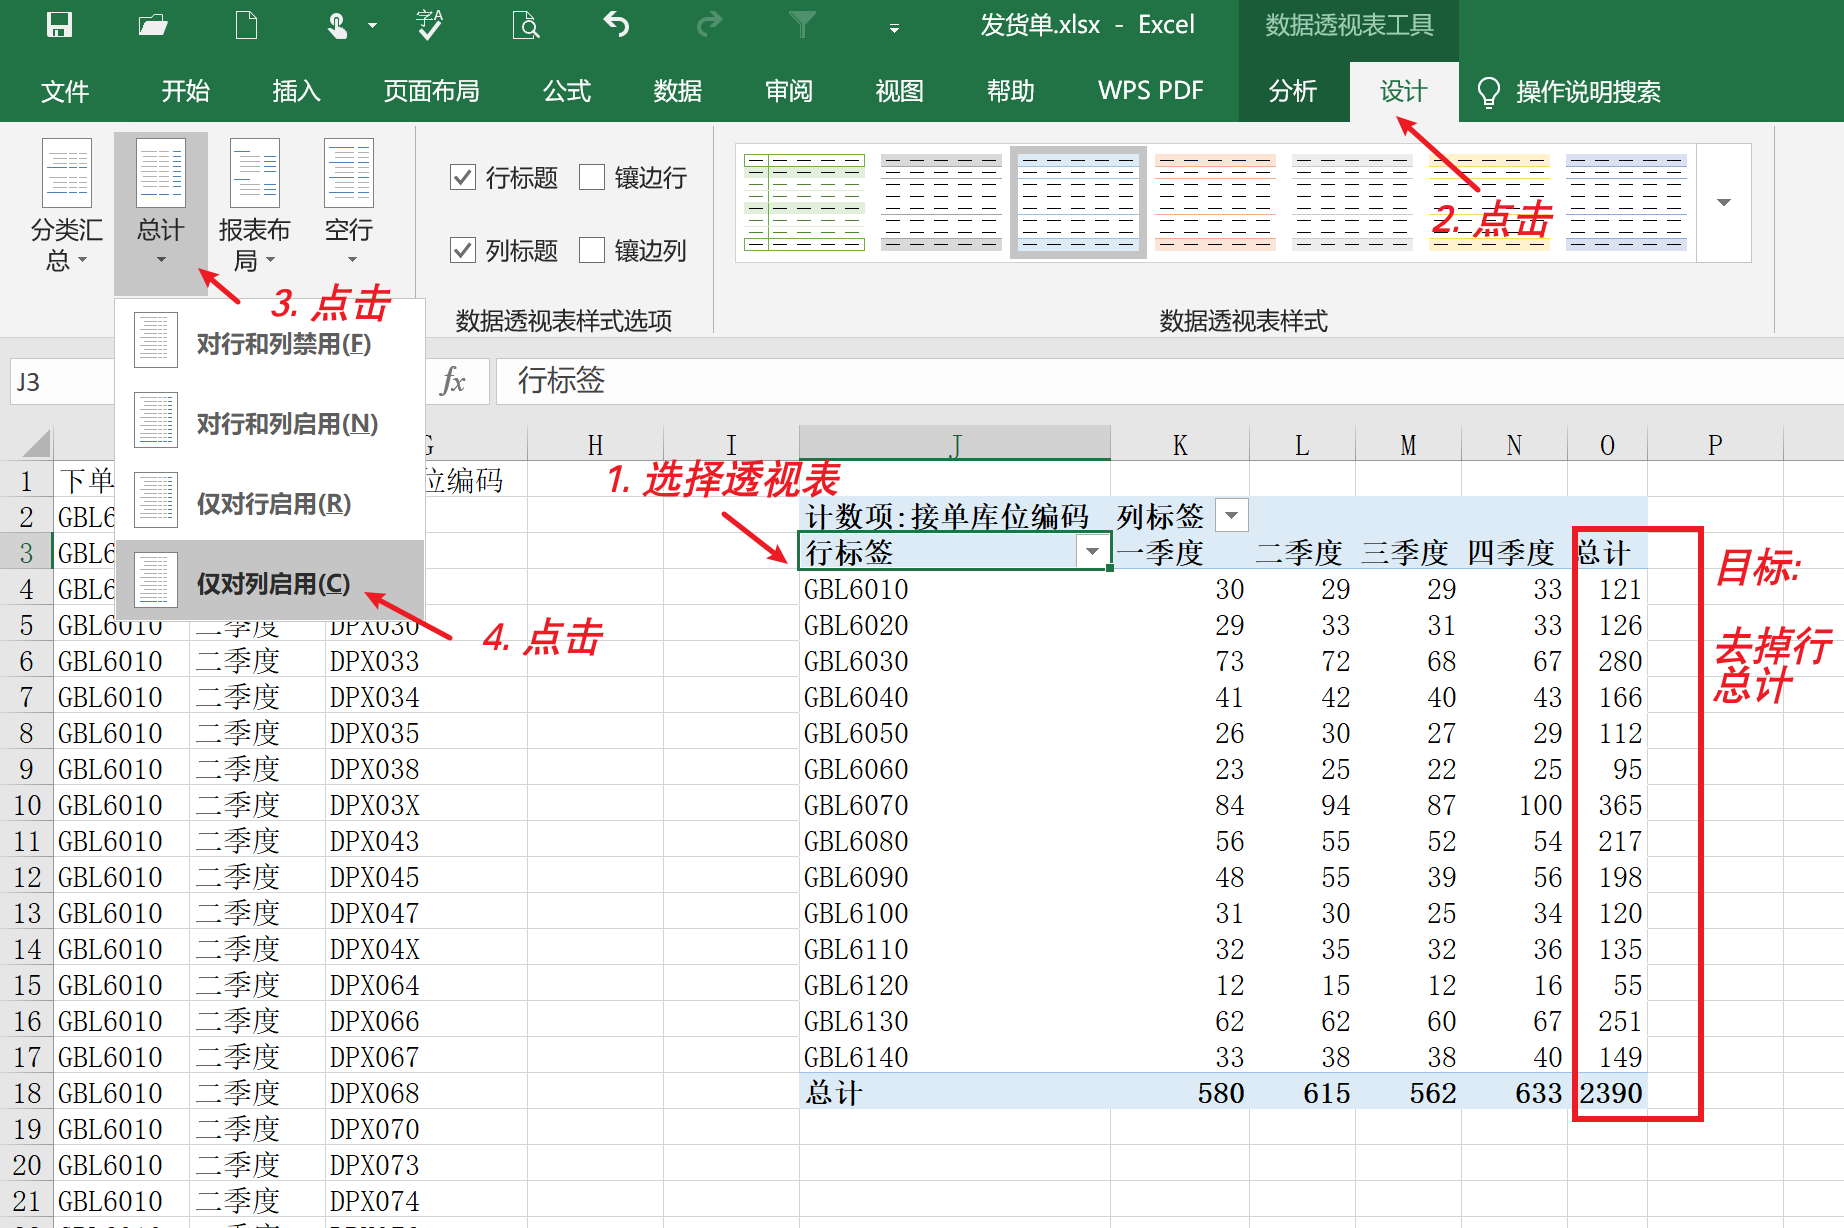 字A
发货单.xlsx - Excel
数据透视表工具
文件 开始 插入 页面布局 公式 数据 审阅 视图 帮助 WPS PDF 分析 设计 操作说明搜索
分类汇总 总计 报表布局 空行
行标题 镶边行
列标题 镶边列
数据透视表样式选项
数据透视表样式
2. 点击
3. 点击
对行和列禁用(F)
对行和列启用(N)
仅对行启用(R)
仅对列启用(C)
4. 点击
J3 fx 行标签
G H I J K L M N O P
1. 选择透视表
目标:
去掉行
总计
1 下单 位编码
2 GBL6 计数项:接单库位编码 列标签
3 GBL6 行标签 一季度 二季度 三季度 四季度 总计
4 GBL6 GBL6010 30 29 29 33 121
5 GBL6010 二季度 DPX030 GBL6020 29 33 31 33 126
6 GBL6010 二季度 DPX033 GBL6030 73 72 68 67 280
7 GBL6010 二季度 DPX034 GBL6040 41 42 40 43 166
8 GBL6010 二季度 DPX035 GBL6050 26 30 27 29 112
9 GBL6010 二季度 DPX038 GBL6060 23 25 22 25 95
10 GBL6010 二季度 DPX03X GBL6070 84 94 87 100 365
11 GBL6010 二季度 DPX043 GBL6080 56 55 52 54 217
12 GBL6010 二季度 DPX045 GBL6090 48 55 39 56 198
13 GBL6010 二季度 DPX047 GBL6100 31 30 25 34 120
14 GBL6010 二季度 DPX04X GBL6110 32 35 32 36 135
15 GBL6010 二季度 DPX064 GBL6120 12 15 12 16 55
16 GBL6010 二季度 DPX066 GBL6130 62 62 60 67 251
17 GBL6010 二季度 DPX067 GBL6140 33 38 38 40 149
18 GBL6010 二季度 DPX068 总计 580 615 562 633 2390
19 GBL6010 二季度 DPX070
20 GBL6010 二季度 DPX073
21 GBL6010 二季度 DPX074